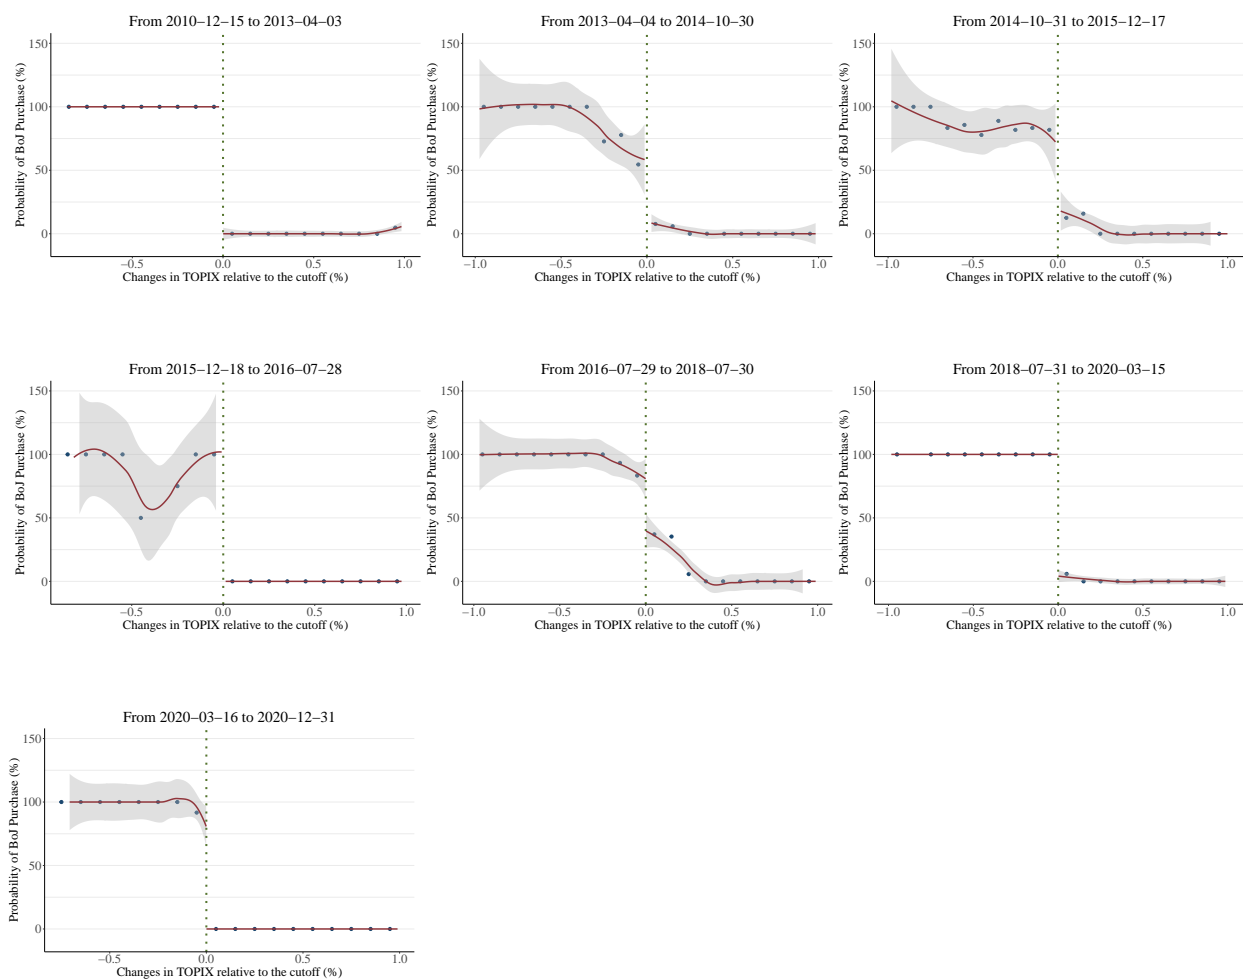 From 2010–12–15 to 2013–04–03
Probability of BoJ Purchase (%)
150
100
50
0
−0.5
0.0
0.5
1.0
Changes in TOPIX relative to the cutoff (%)
From 2013–04–04 to 2014–10–30
Probability of BoJ Purchase (%)
150
100
50
0
−1.0
−0.5
0.0
0.5
1.0
Changes in TOPIX relative to the cutoff (%)
From 2014–10–31 to 2015–12–17
Probability of BoJ Purchase (%)
150
100
50
0
−1.0
−0.5
0.0
0.5
1.0
Changes in TOPIX relative to the cutoff (%)
From 2015–12–18 to 2016–07–28
Probability of BoJ Purchase (%)
150
100
50
0
−0.5
0.0
0.5
1.0
Changes in TOPIX relative to the cutoff (%)
From 2016–07–29 to 2018–07–30
Probability of BoJ Purchase (%)
150
100
50
0
−1.0
−0.5
0.0
0.5
1.0
Changes in TOPIX relative to the cutoff (%)
From 2018–07–31 to 2020–03–15
Probability of BoJ Purchase (%)
150
100
50
0
−1.0
−0.5
0.0
0.5
1.0
Changes in TOPIX relative to the cutoff (%)
From 2020–03–16 to 2020–12–31
Probability of BoJ Purchase (%)
150
100
50
0
−0.5
0.0
0.5
1.0
Changes in TOPIX relative to the cutoff (%)